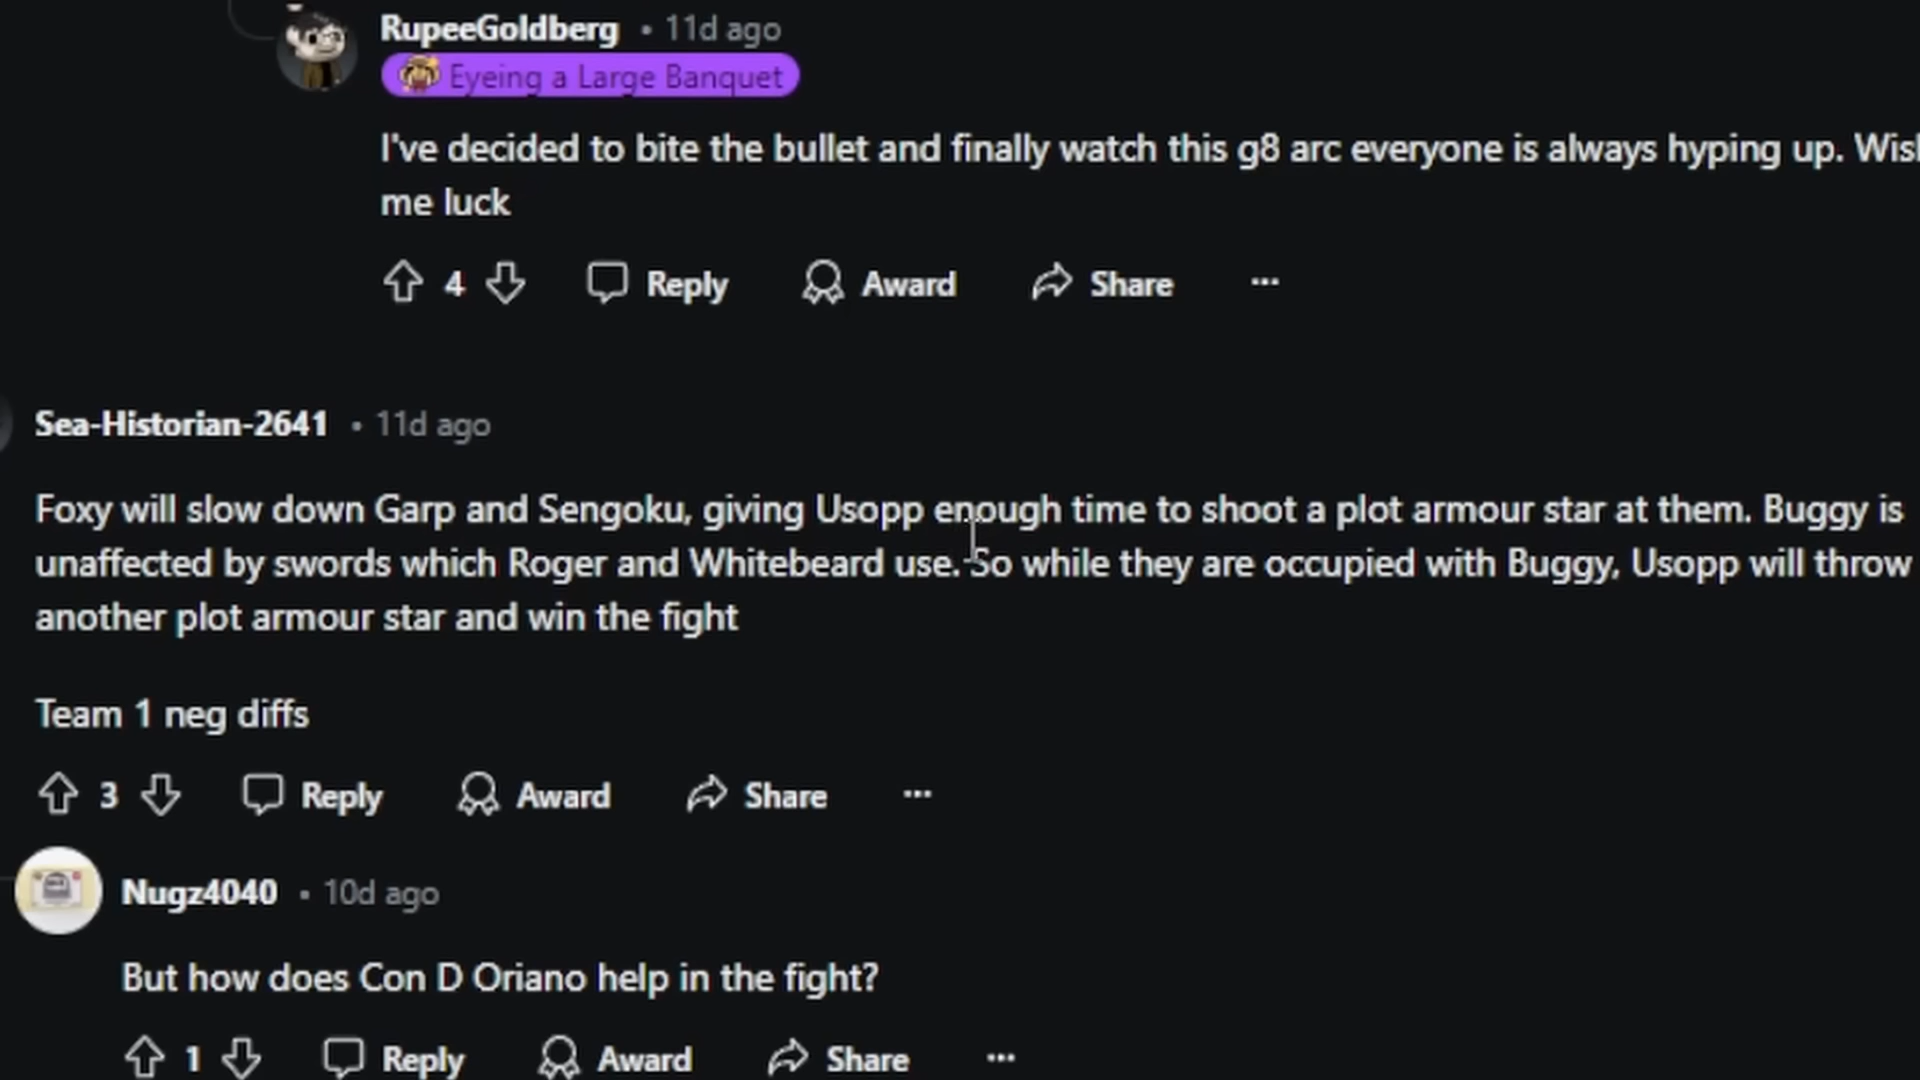 RupeeGoldberg • 11d ago
Eyeing a Large Banquet
I've decided to bite the bullet and finally watch this g8 arc everyone is always hyping up. Wish
me luck
4 Reply Award Share ...
Sea-Historian-2641 • 11d ago
Foxy will slow down Garp and Sengoku, giving Usopp enough time to shoot a plot armour star at them. Buggy is
unaffected by swords which Roger and Whitebeard use. So while they are occupied with Buggy, Usopp will throw
another plot armour star and win the fight
Team 1 neg diffs
3 Reply Award Share ...
Nugz4040 • 10d ago
But how does Con D Oriano help in the fight?
1 Reply Award Share ...